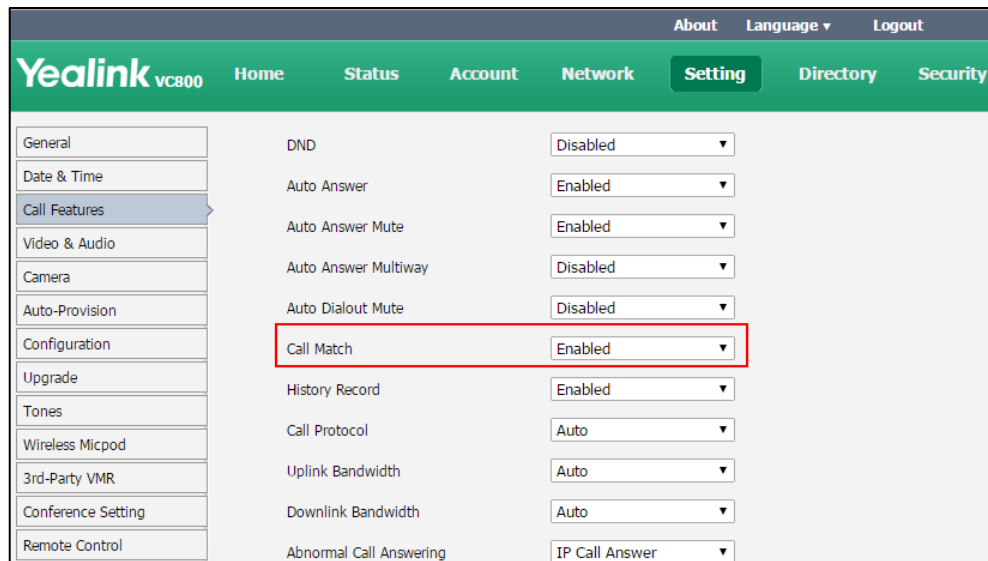 About Language ▾ Logout
Yealink VC800 Home Status Account Network Setting Directory Security
General
Date & Time
Call Features
Video & Audio
Camera
Auto-Provision
Configuration
Upgrade
Tones
Wireless Micpod
3rd-Party VMR
Conference Setting
Remote Control
DND Disabled
Auto Answer Enabled
Auto Answer Mute Enabled
Auto Answer Multiway Disabled
Auto Dialout Mute Disabled
Call Match Enabled
History Record Enabled
Call Protocol Auto
Uplink Bandwidth Auto
Downlink Bandwidth Auto
Abnormal Call Answering IP Call Answer